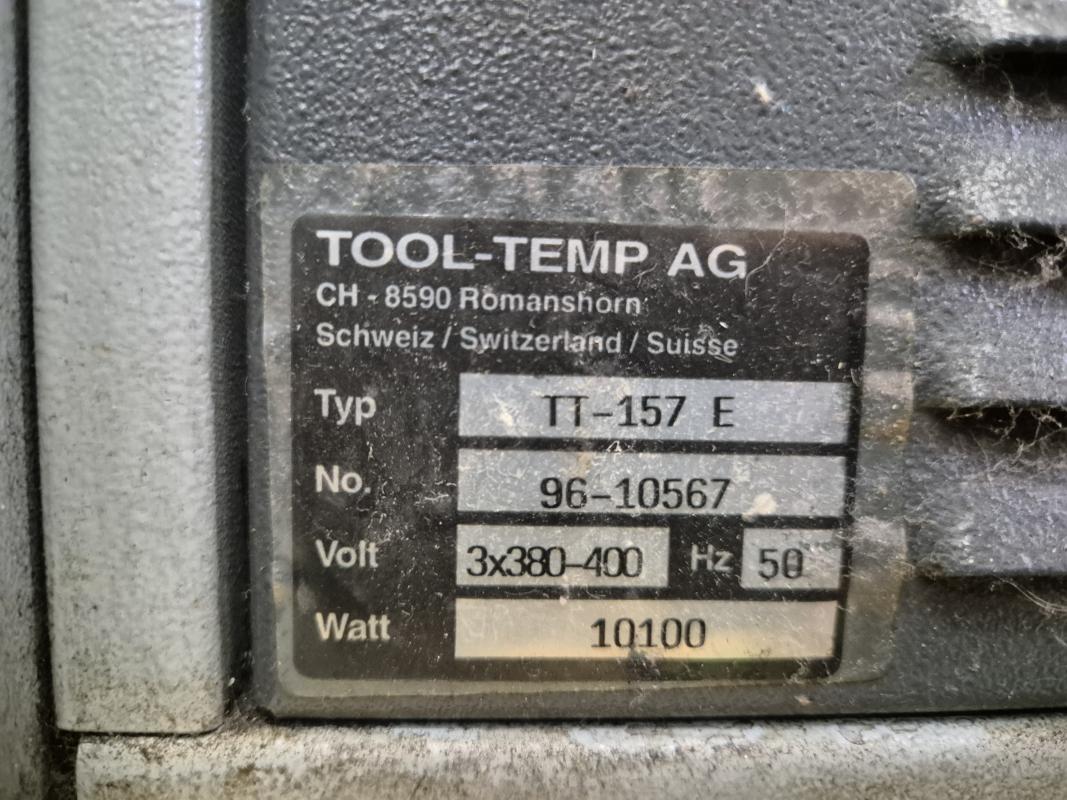 TOOL-TEMP AG
CH - 8590 Romanshorn
Schweiz / Switzerland / Suisse
Typ TT-157 E
No. 96-10567
Volt 3x380-400 Hz 50
Watt 10100